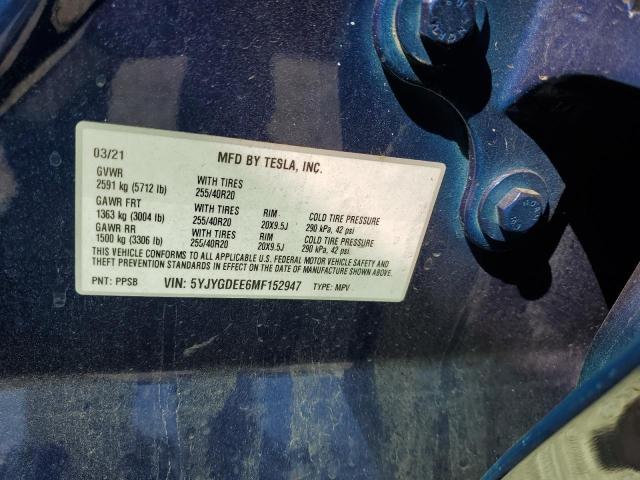 03/21 MFD BY TESLA, INC.
GVWR
2591 kg (5712 lb) WITH TIRES 255/40R20
GAWR FRT
1363 kg (3004 lb) WITH TIRES 255/40R20 RIM 20X9.5J COLD TIRE PRESSURE 290 kPa, 42 psi
GAWR RR
1500 kg (3306 lb) WITH TIRES 255/40R20 RIM 20X9.5J COLD TIRE PRESSURE 290 kPa, 42 psi
THIS VEHICLE CONFORMS TO ALL APPLICABLE U.S. FEDERAL MOTOR VEHICLE SAFETY AND
THEFT PREVENTION STANDARDS IN EFFECT ON THE DATE OF MANUFACTURE SHOWN ABOVE.
PNT: PPSB VIN: 5YJYGDEE6MF152947 TYPE: MPV